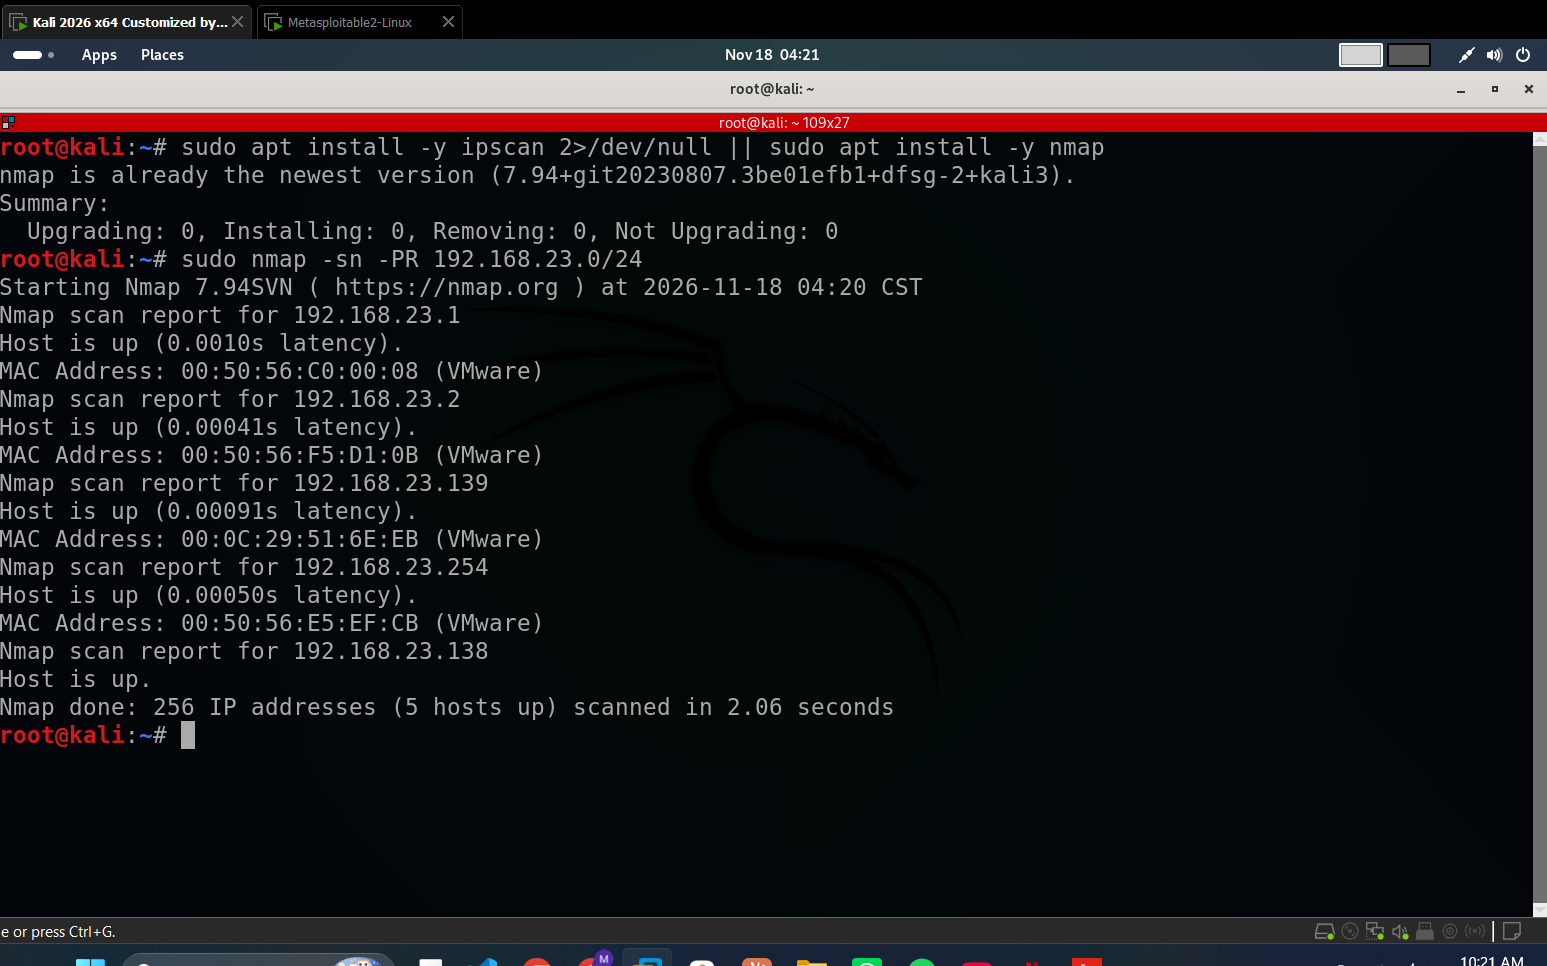 Kali 2026 x64 Customized by...
Metasploitable2-Linux
Apps Places Nov 18 04:21
root@kali: ~
root@kali: ~ 109x27
root@kali:~# sudo apt install -y ipscan 2>/dev/null || sudo apt install -y nmap
nmap is already the newest version (7.94+git20230807.3be01efb1+dfsg-2+kali3).
Summary:
  Upgrading: 0, Installing: 0, Removing: 0, Not Upgrading: 0
root@kali:~# sudo nmap -sn -PR 192.168.23.0/24
Starting Nmap 7.94SVN ( https://nmap.org ) at 2026-11-18 04:20 CST
Nmap scan report for 192.168.23.1
Host is up (0.0010s latency).
MAC Address: 00:50:56:C0:00:08 (VMware)
Nmap scan report for 192.168.23.2
Host is up (0.00041s latency).
MAC Address: 00:50:56:F5:D1:0B (VMware)
Nmap scan report for 192.168.23.139
Host is up (0.00091s latency).
MAC Address: 00:0C:29:51:6E:EB (VMware)
Nmap scan report for 192.168.23.254
Host is up (0.00050s latency).
MAC Address: 00:50:56:E5:EF:CB (VMware)
Nmap scan report for 192.168.23.138
Host is up.
Nmap done: 256 IP addresses (5 hosts up) scanned in 2.06 seconds
root@kali:~#
e or press Ctrl+G.
M
10:21 AM